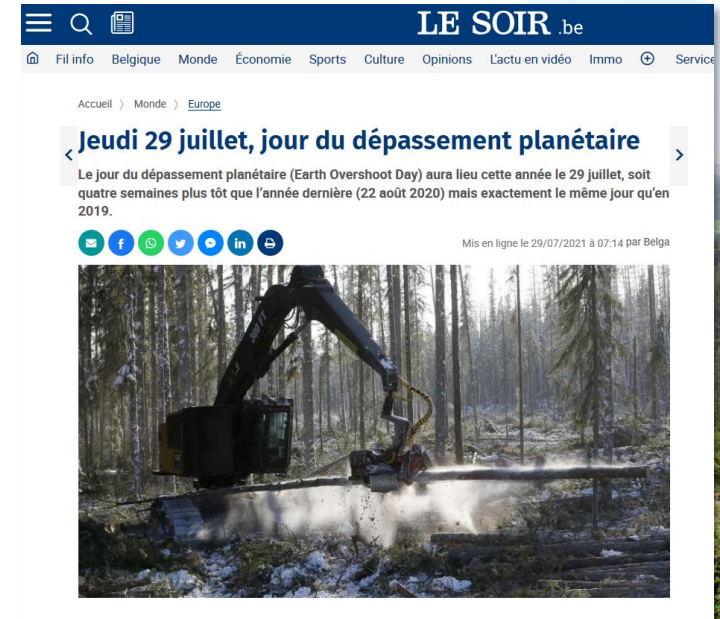 LE SOIR .be
Fil info Belgique Monde Économie Sports Culture Opinions L'actu en vidéo Immo Service
Accueil > Monde > Europe
Jeudi 29 juillet, jour du dépassement planétaire
Le jour du dépassement planétaire (Earth Overshoot Day) aura lieu cette année le 29 juillet, soit
quatre semaines plus tôt que l'année dernière (22 août 2020) mais exactement le même jour qu'en
2019.
Mis en ligne le 29/07/2021 à 07:14 par Belga